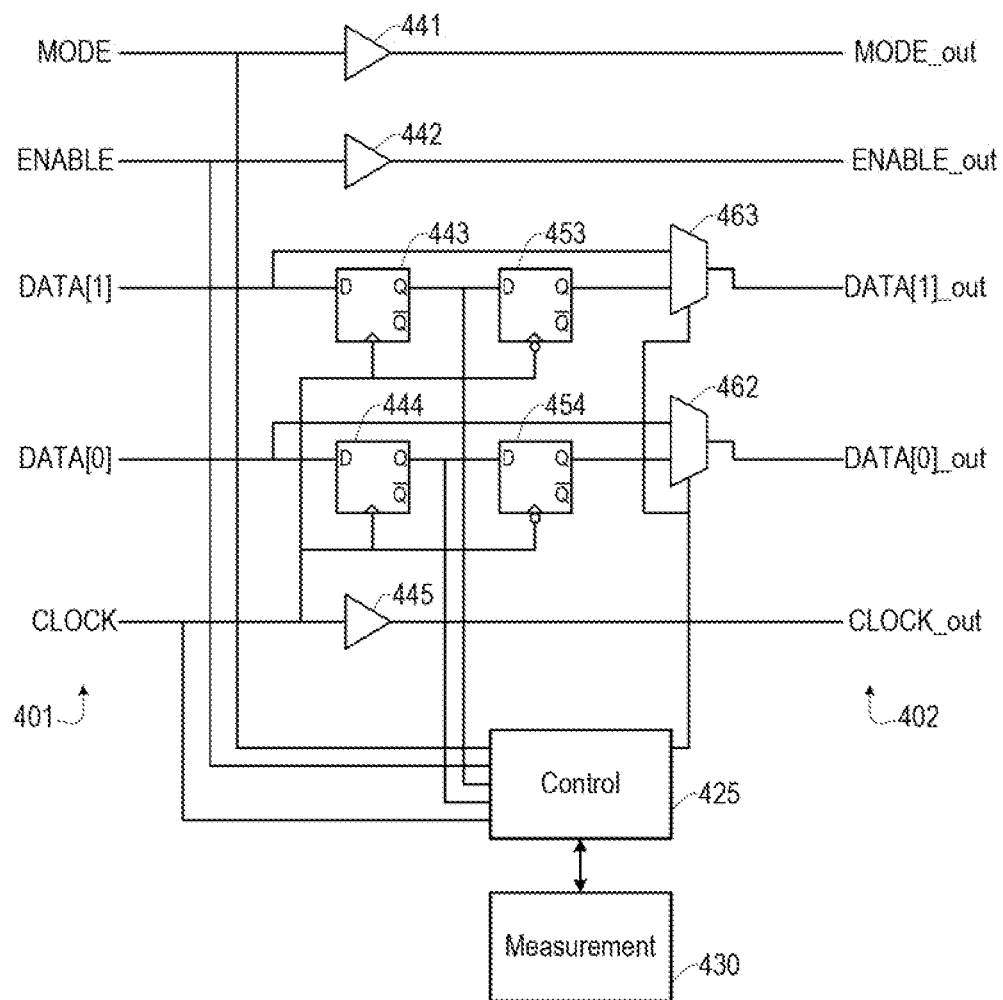 441
MODE
MODE_out
442
ENABLE
ENABLE_out
463
443
453
DATA[1]
D Q
Q̅
D Q
Q̅
DATA[1]_out
462
444
454
DATA[0]
D Q
Q̅
D Q
Q̅
DATA[0]_out
445
CLOCK
CLOCK_out
401
402
Control
425
Measurement
430